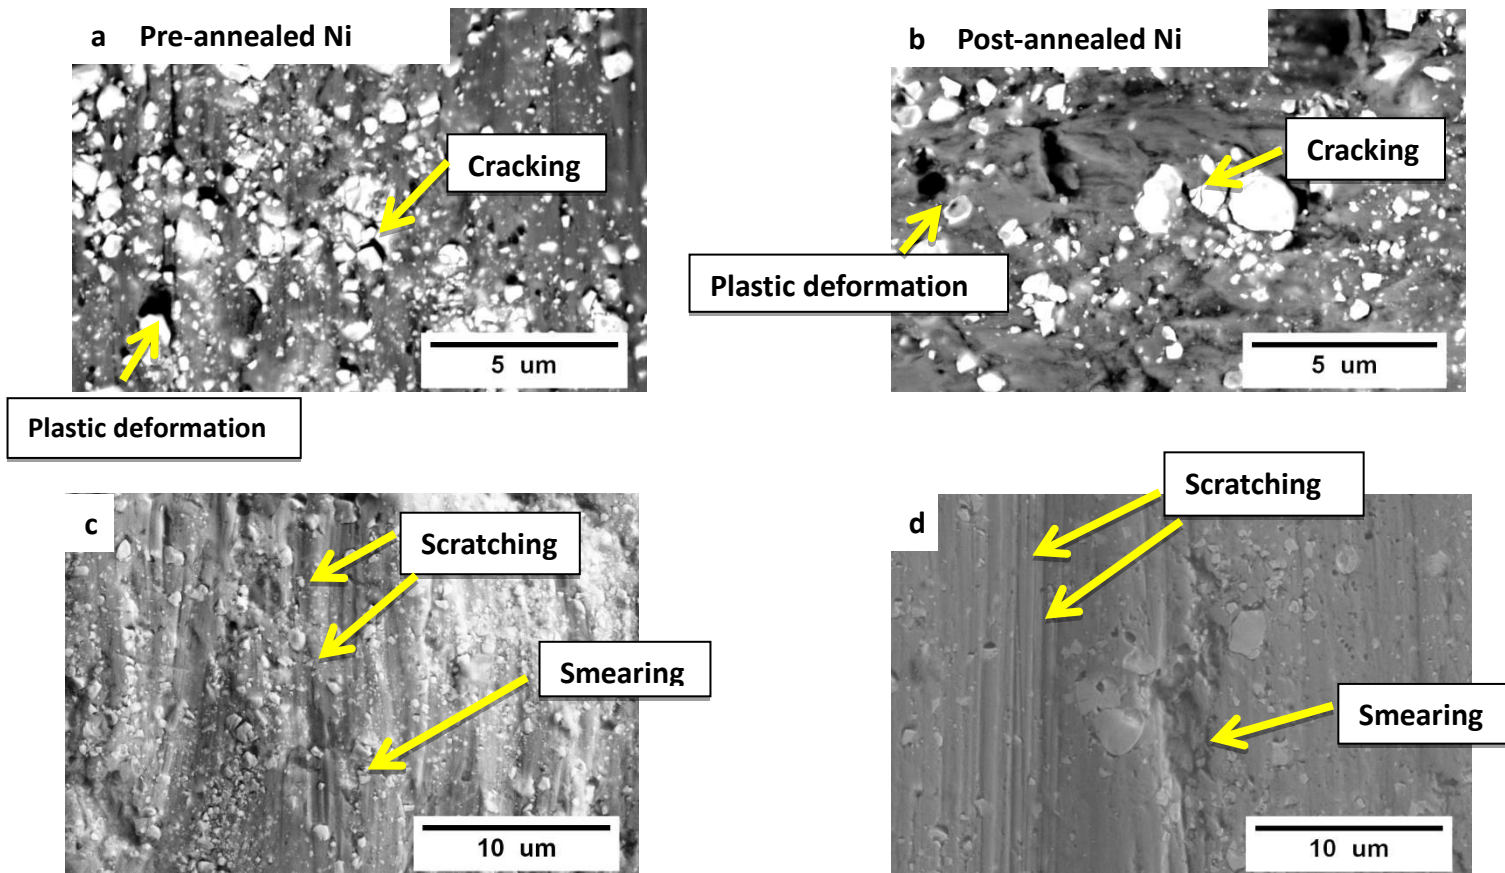 a Pre-annealed Ni
b Post-annealed Ni
Cracking
Cracking
Plastic deformation
5 um
5 um
Plastic deformation
Scratching
c
d
Scratching
Smearing
Smearing
10 um
10 um